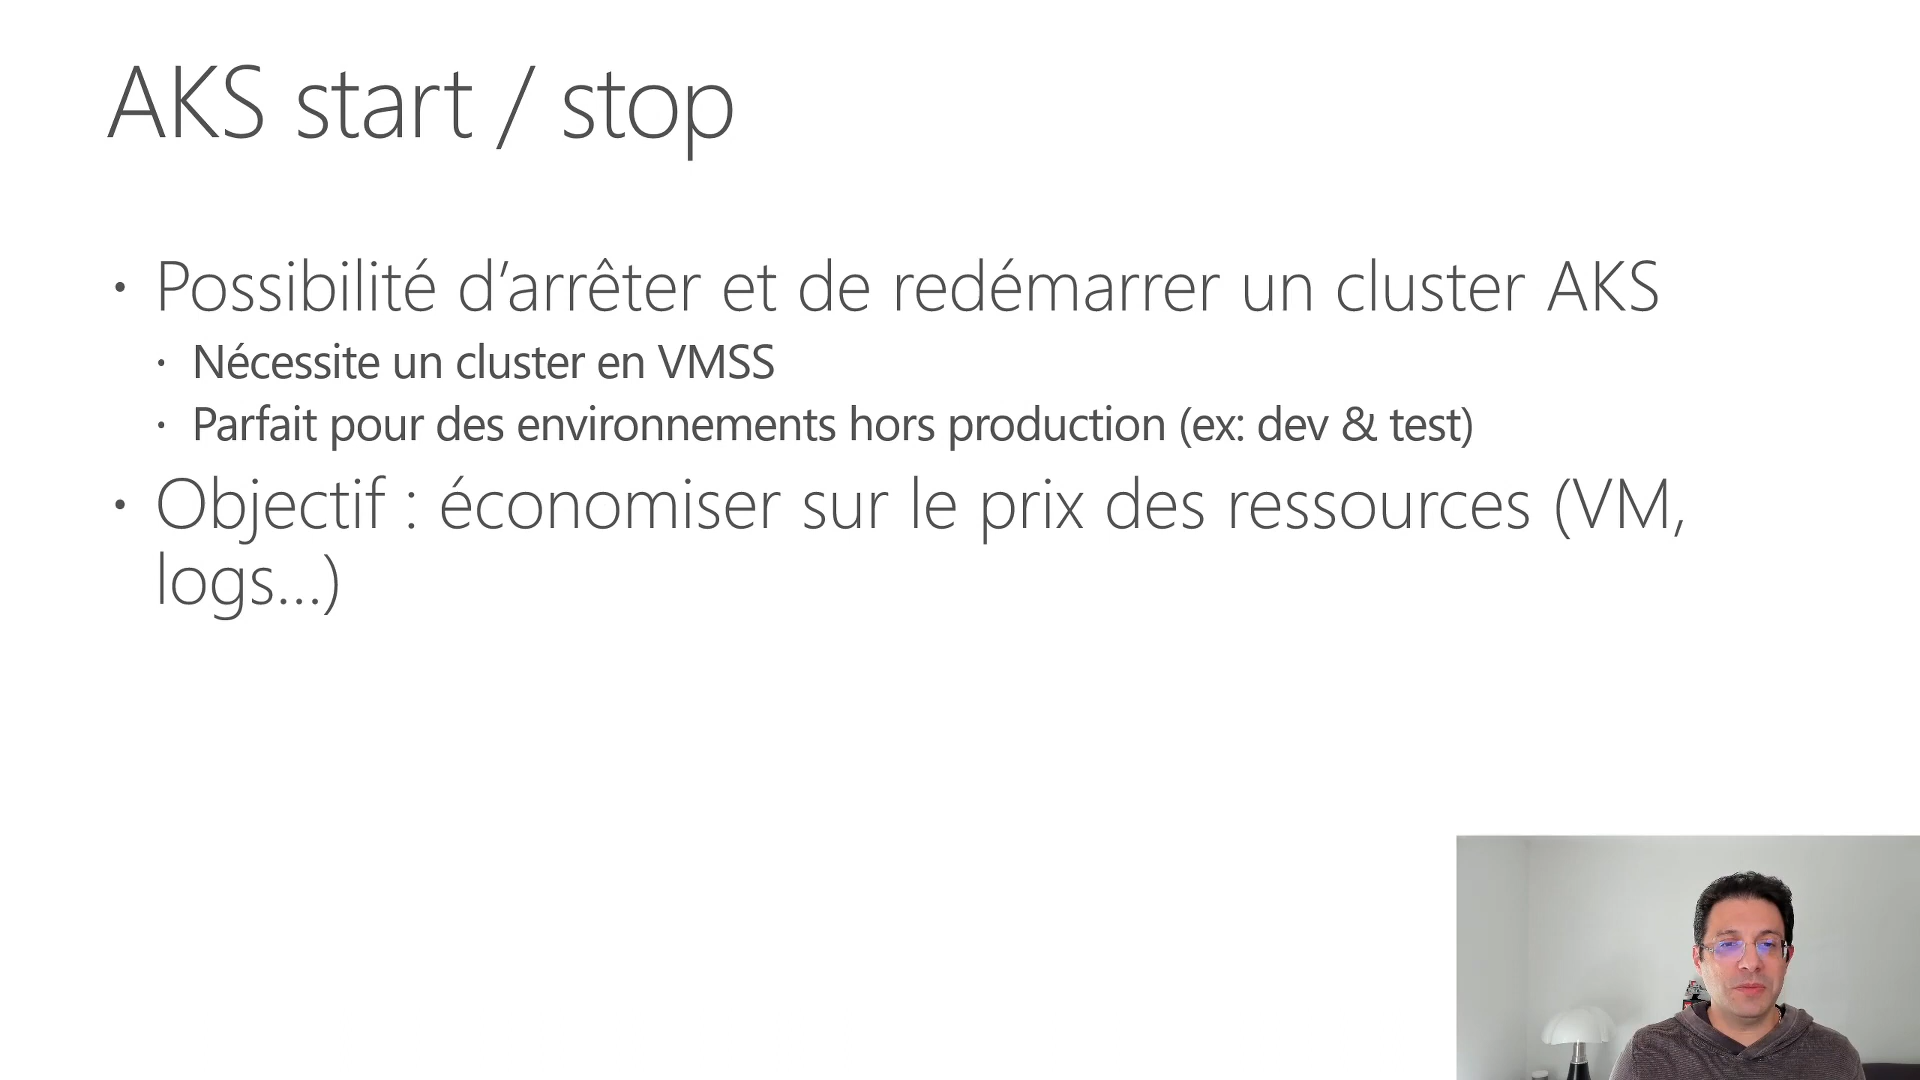 AKS start / stop
• Possibilité d’arrêter et de redémarrer un cluster AKS
• Nécessite un cluster en VMSS
• Parfait pour des environnements hors production (ex: dev & test)
• Objectif : économiser sur le prix des ressources (VM,
logs…)